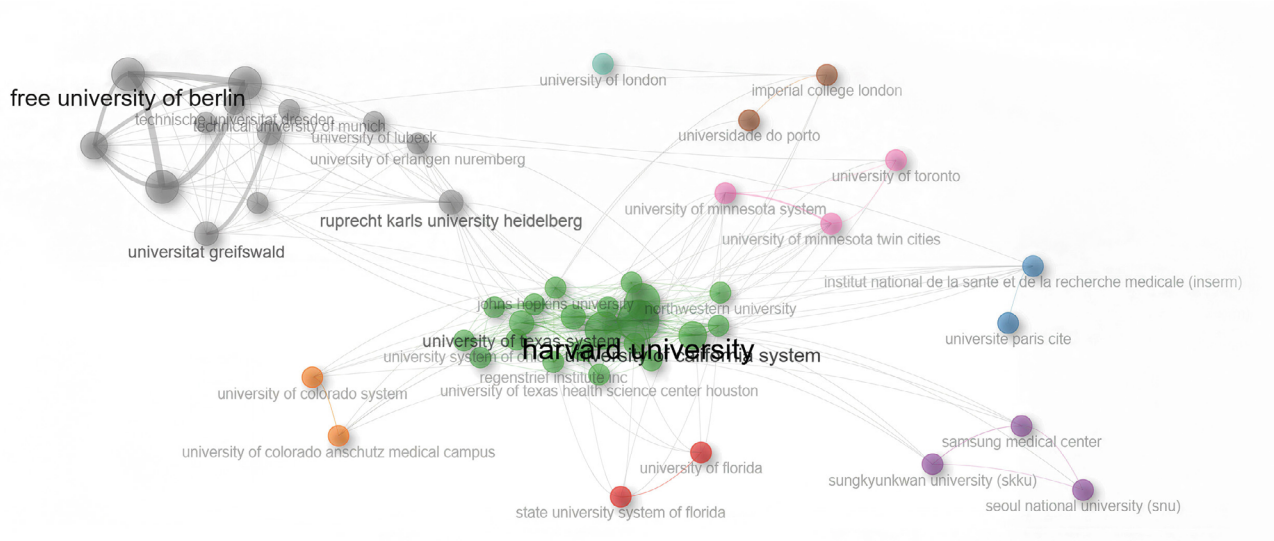 university of london
imperial college london
free university of berlin
technische universitat dresden
technical university of munich
university of lubeck
universidade do porto
university of erlangen nuremberg
university of toronto
university of minnesota system
ruprecht karls university heidelberg
university of minnesota twin cities
universitat greifswald
institut national de la sante et de la recherche medicale (inserm)
johns hopkins university
northwestern university
universite paris cite
university of texas system
harvard university
university system of
university of california system
regenstrief institute inc
university of colorado system
university of texas health science center houston
samsung medical center
university of colorado anschutz medical campus
university of florida
sungkyunkwan university (skku)
seoul national university (snu)
state university system of florida